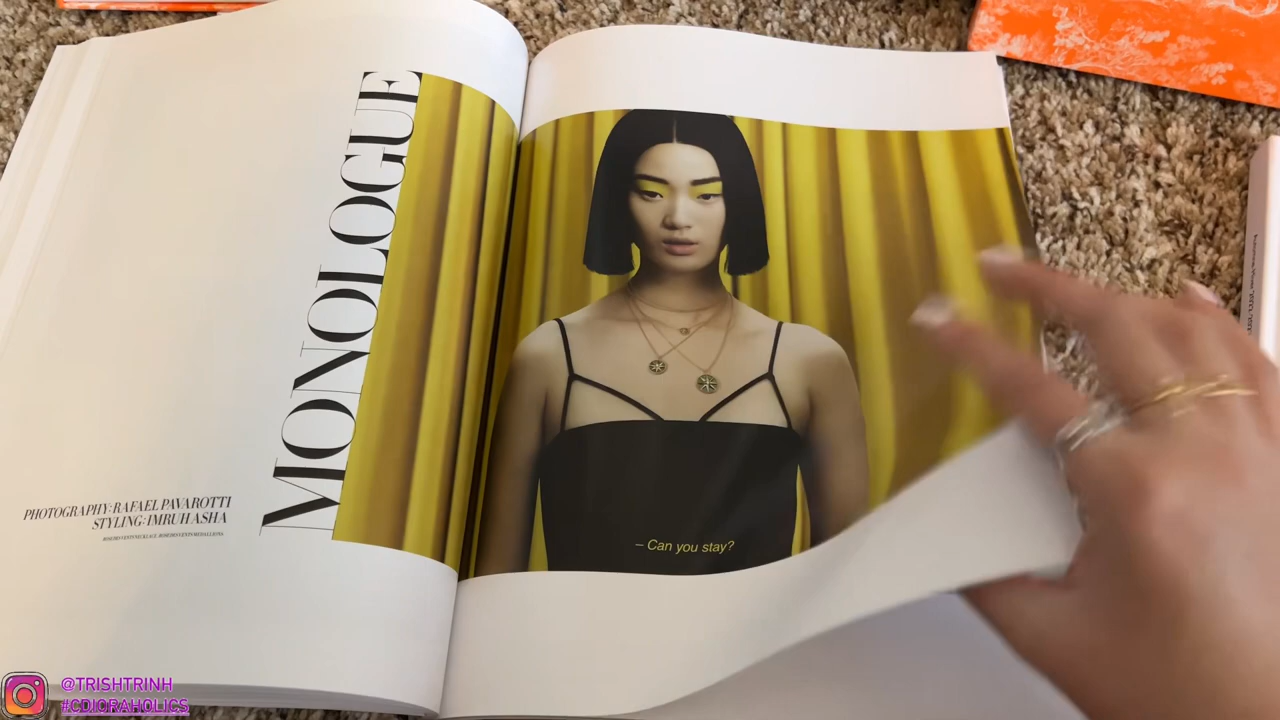 MONOLOGUE
PHOTOGRAPHY: RAFAEL PAVAROTTI
STYLING: IMRUH ASHA
– Can you stay?
@TRISHTRINH
#CDIORAHOLICS